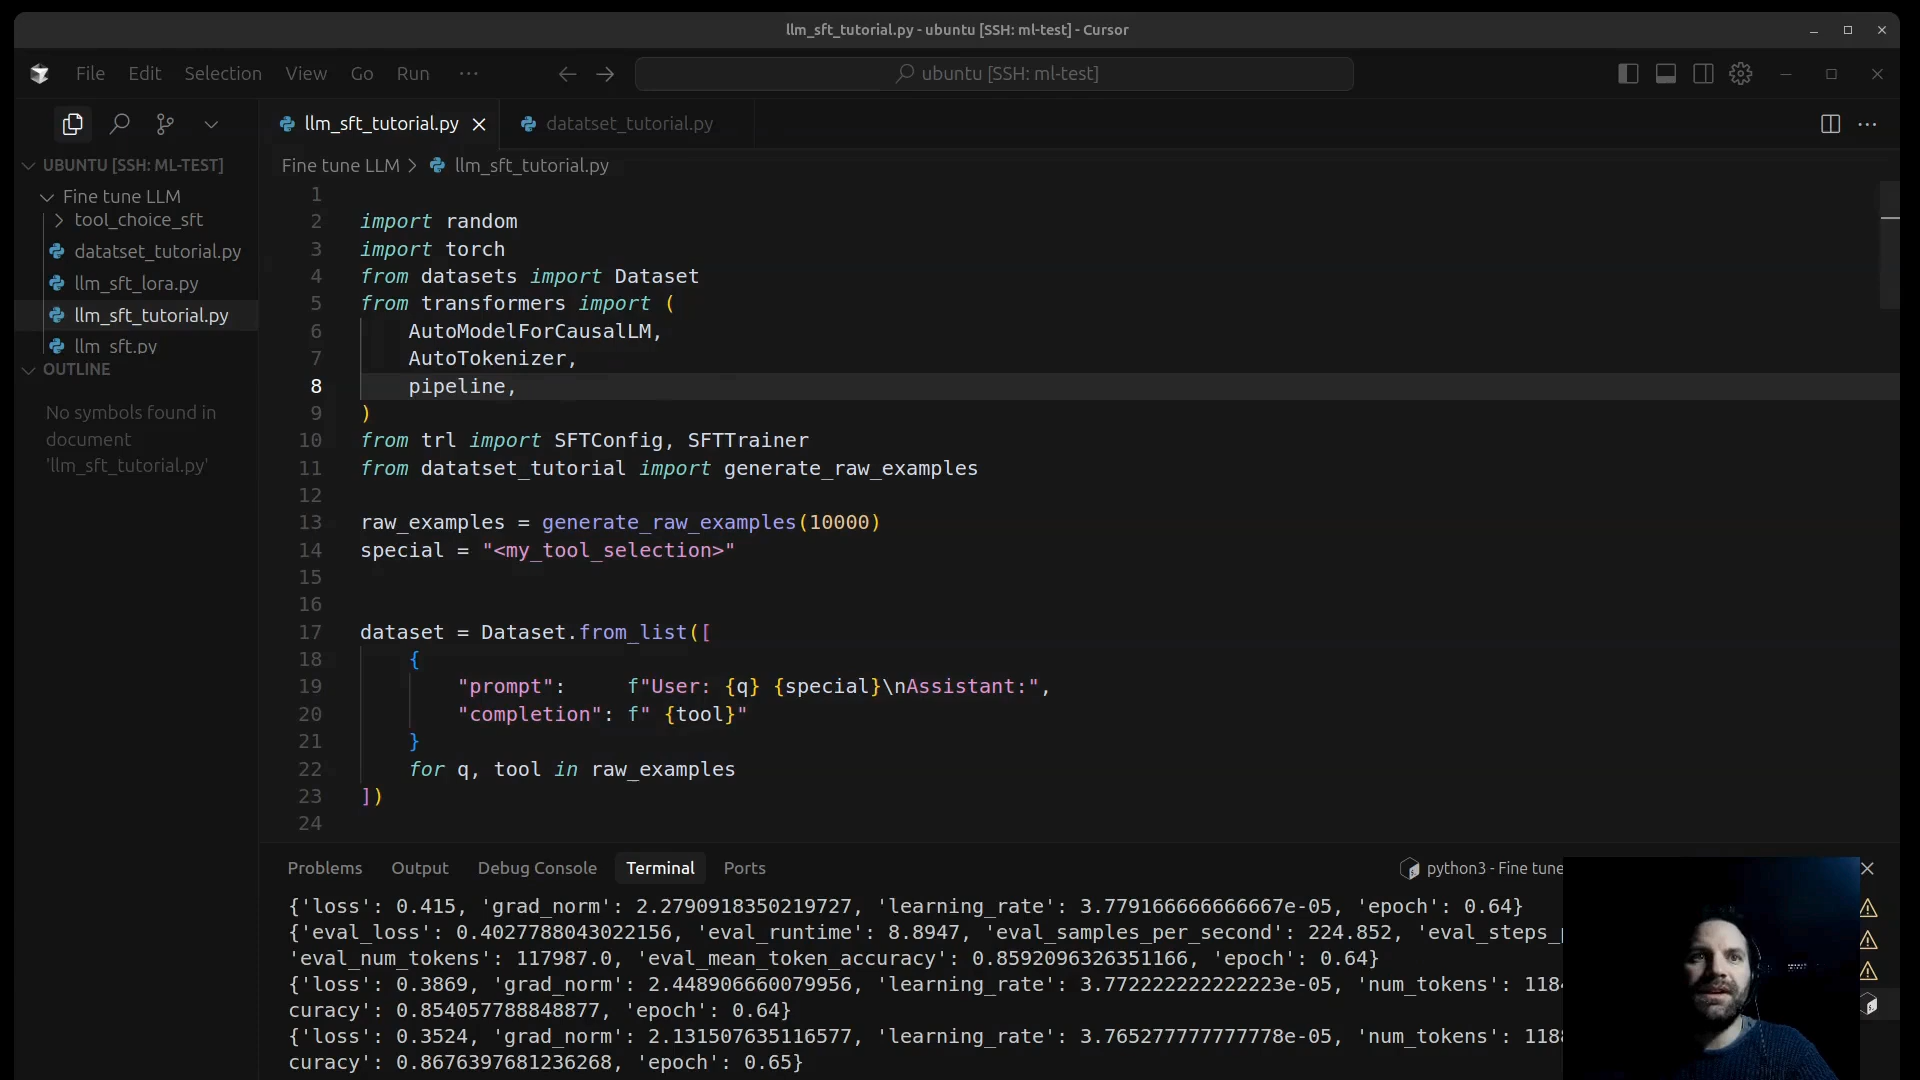 llm_sft_tutorial.py - ubuntu [SSH: ml-test] - Cursor
File Edit Selection View Go Run ···
ubuntu [SSH: ml-test]
llm_sft_tutorial.py
datatset_tutorial.py
UBUNTU [SSH: ML-TEST]
Fine tune LLM
tool_choice_sft
datatset_tutorial.py
llm_sft_lora.py
llm_sft_tutorial.py
llm_sft.py
OUTLINE
No symbols found in
document
'llm_sft_tutorial.py'
Fine tune LLM > llm_sft_tutorial.py
1
2 import random
3 import torch
4 from datasets import Dataset
5 from transformers import (
6     AutoModelForCausalLM,
7     AutoTokenizer,
8     pipeline,
9 )
10 from trl import SFTConfig, SFTTrainer
11 from datatset_tutorial import generate_raw_examples
12
13 raw_examples = generate_raw_examples(10000)
14 special = "<my_tool_selection>"
15
16
17 dataset = Dataset.from_list([
18     {
19         "prompt":     f"User: {q} {special}\nAssistant:",
20         "completion": f" {tool}"
21     }
22     for q, tool in raw_examples
23 ])
24
Problems Output Debug Console Terminal Ports
python3 - Fine tune
{'loss': 0.415, 'grad_norm': 2.2790918350219727, 'learning_rate': 3.779166666666667e-05, 'epoch': 0.64}
{'eval_loss': 0.4027788043022156, 'eval_runtime': 8.8947, 'eval_samples_per_second': 224.852, 'eval_steps_p
'eval_num_tokens': 117987.0, 'eval_mean_token_accuracy': 0.8592096326351166, 'epoch': 0.64}
{'loss': 0.3869, 'grad_norm': 2.448906660079956, 'learning_rate': 3.772222222222223e-05, 'num_tokens': 118
curacy': 0.854057788848877, 'epoch': 0.64}
{'loss': 0.3524, 'grad_norm': 2.131507635116577, 'learning_rate': 3.765277777777778e-05, 'num_tokens': 118
curacy': 0.8676397681236268, 'epoch': 0.65}